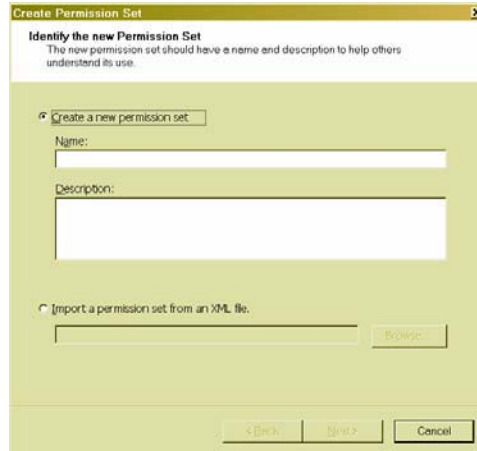 Create Permission Set
Identify the new Permission Set
The new permission set should have a name and description to help others
understand its use.
Create a new permission set
Name:
Description:
Import a permission set from an XML file.
Browse...
< Back
Next >
Cancel